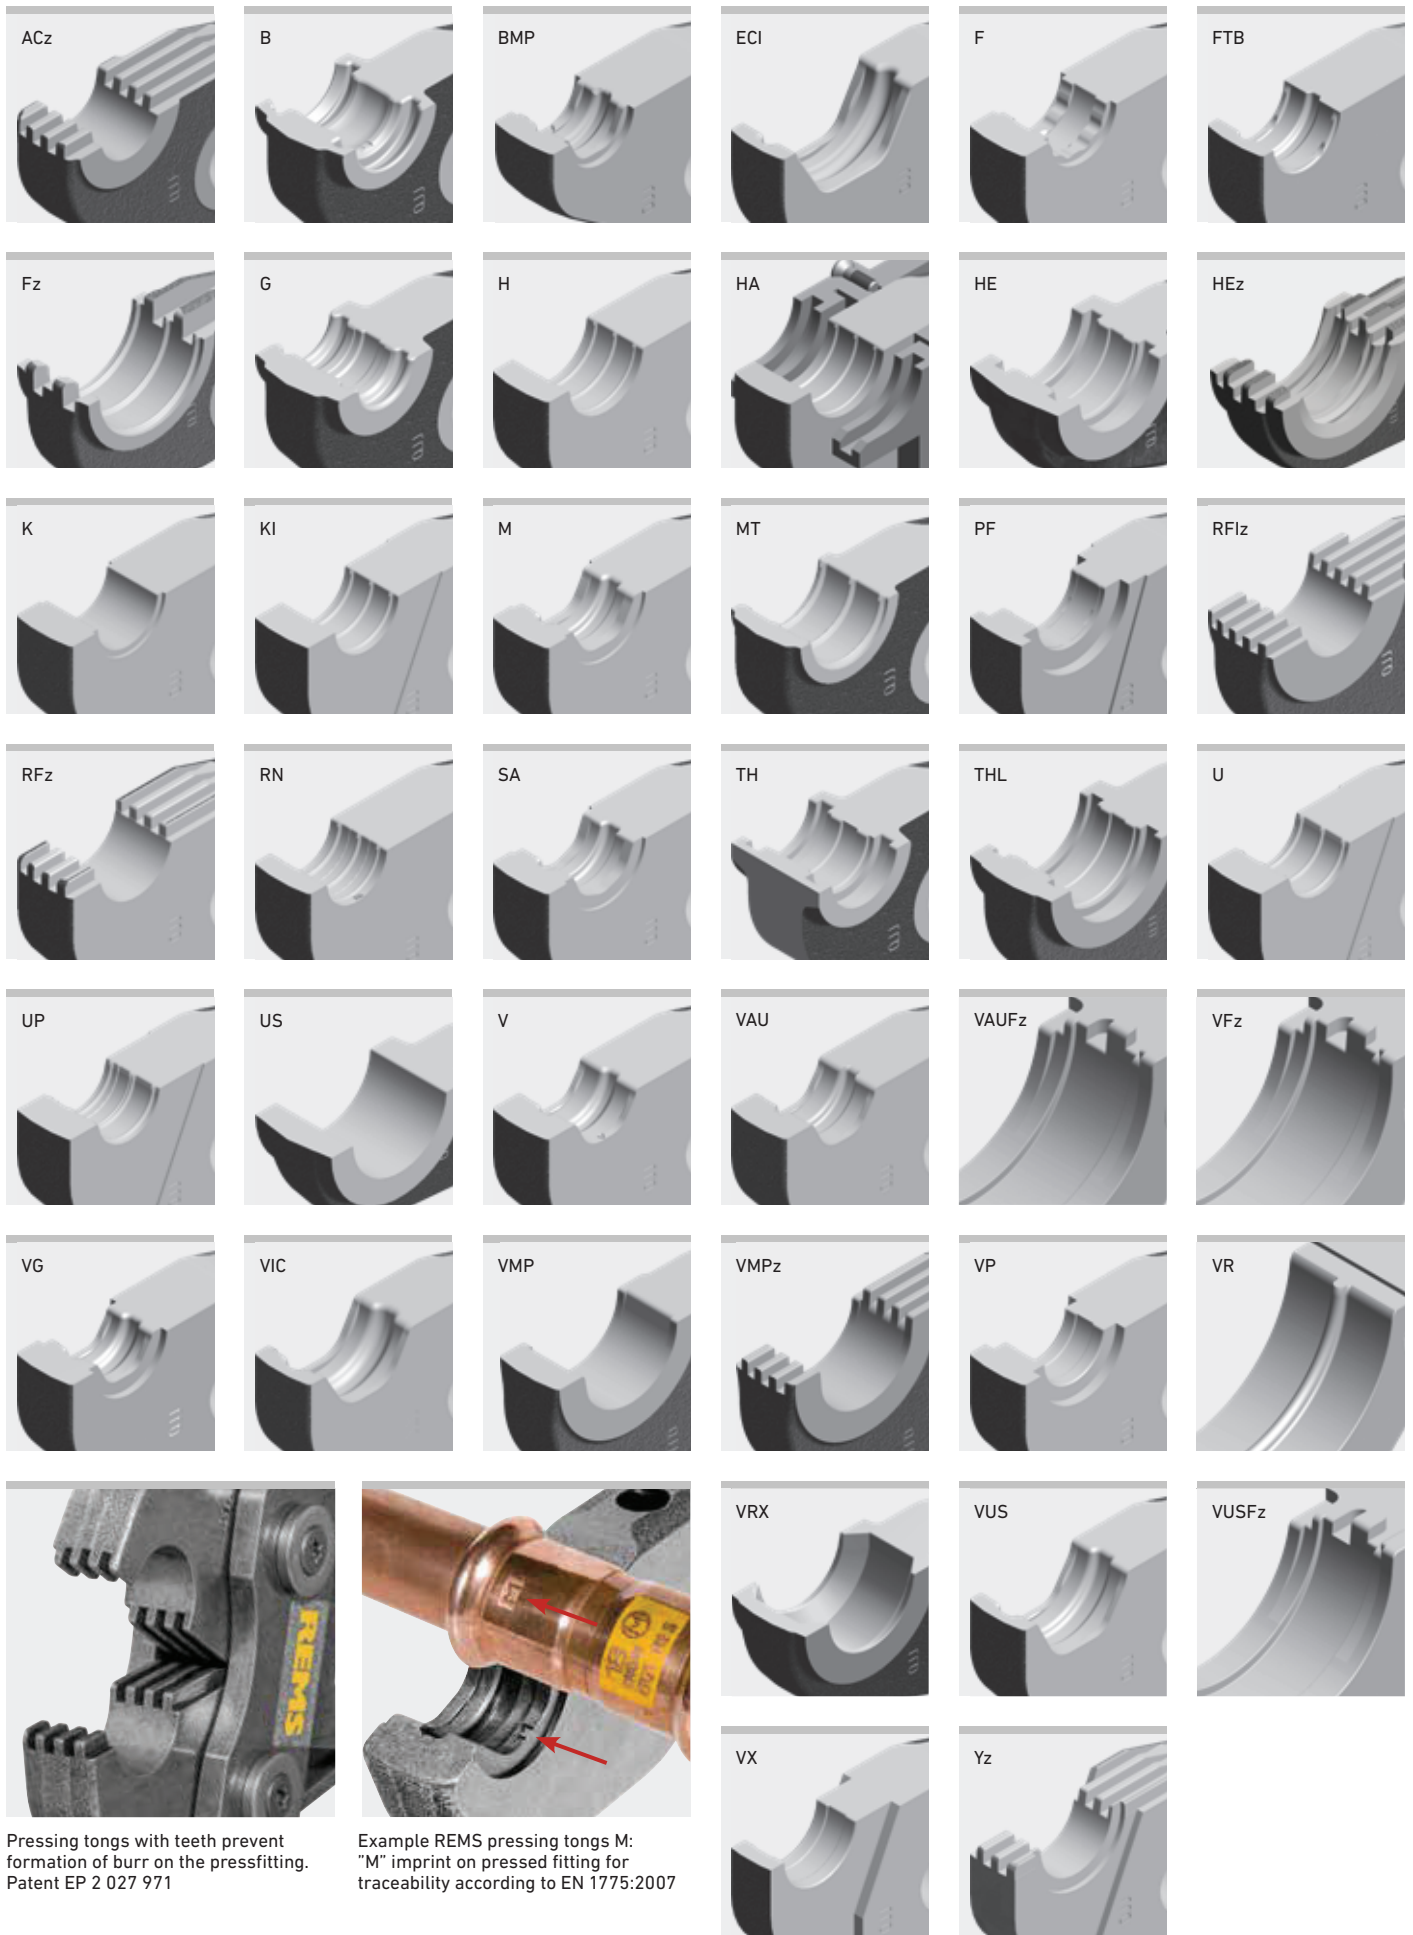 ACz
B
BMP
ECI
F
FTB
Fz
G
H
HA
HE
HEz
K
KI
M
MT
PF
RFIz
RFz
RN
SA
TH
THL
U
UP
US
V
VAU
VAUFz
VFz
VG
VIC
VMP
VMPz
VP
VR
REMS
VRX
VUS
VUSFz
VX
Yz
Pressing tongs with teeth prevent
formation of burr on the pressfitting.
Patent EP 2 027 971
Example REMS pressing tongs M:
”M” imprint on pressed fitting for
traceability according to EN 1775:2007